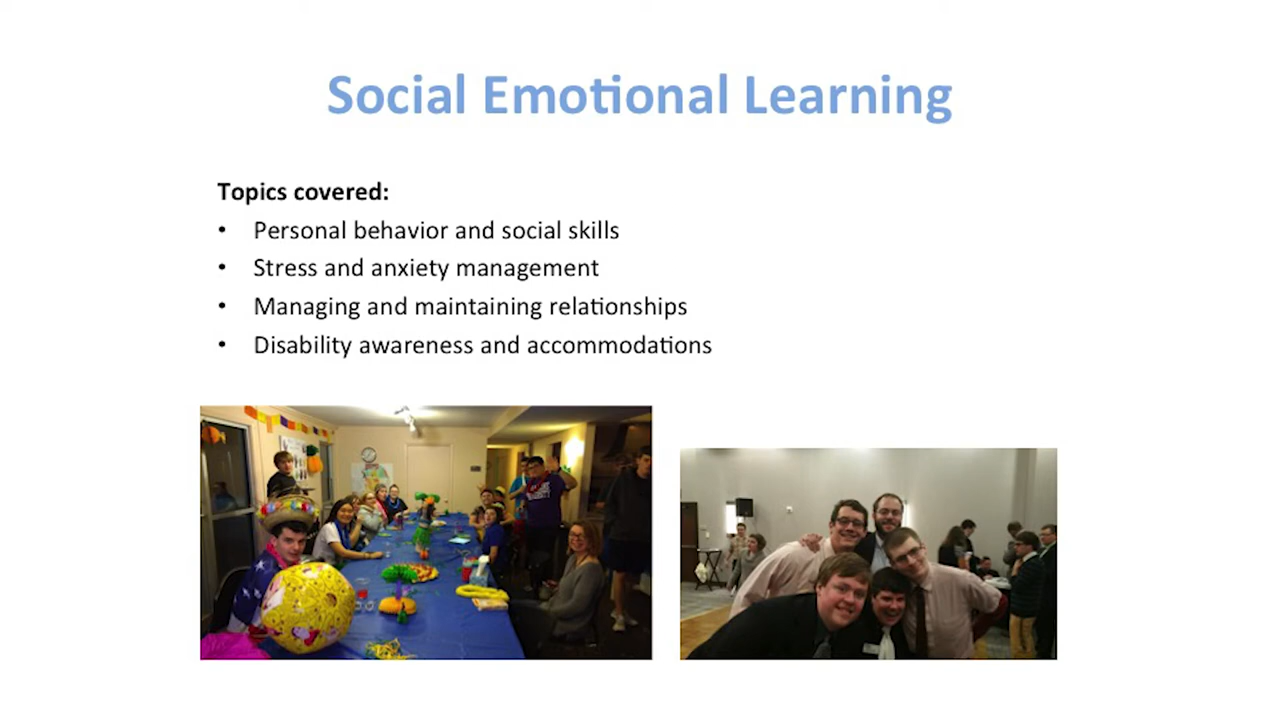 Social Emotional Learning
Topics covered:
• Personal behavior and social skills
• Stress and anxiety management
• Managing and maintaining relationships
• Disability awareness and accommodations